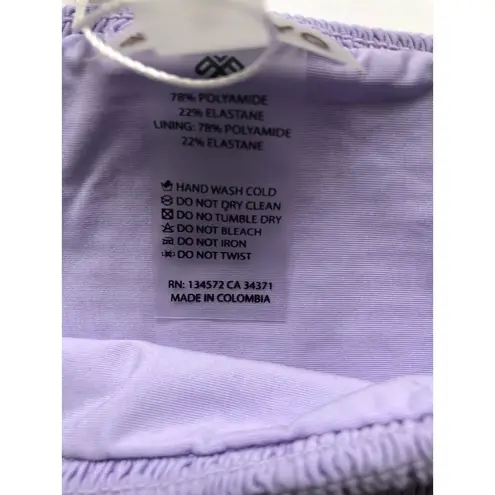 78% POLYAMIDE
22% ELASTANE
LINING: 78% POLYAMIDE
22% ELASTANE
HAND WASH COLD
DO NOT DRY CLEAN
DO NO TUMBLE DRY
DO NOT BLEACH
DO NOT IRON
DO NOT TWIST
RN: 134572 CA 34371
MADE IN COLOMBIA